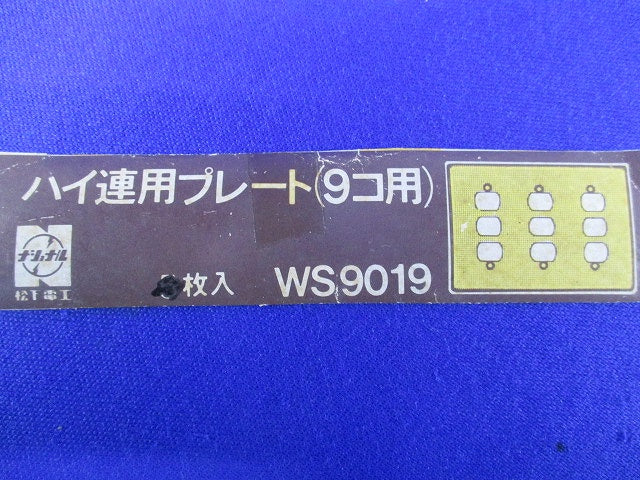 ハイ連用プレート(9コ用)
ナショナル
松下電工
枚入 WS9019